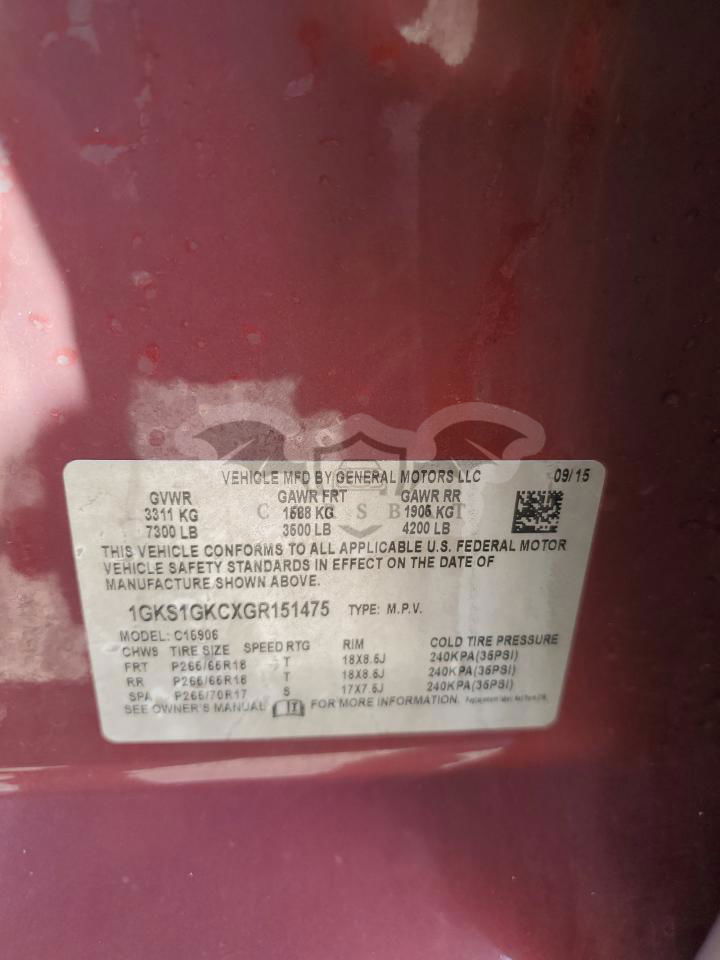 VEHICLE MFD BY GENERAL MOTORS LLC 09/15
GVWR GAWR FRT GAWR RR
3311 KG 1588 KG 1905 KG
7300 LB 3500 LB 4200 LB
THIS VEHICLE CONFORMS TO ALL APPLICABLE U.S. FEDERAL MOTOR
VEHICLE SAFETY STANDARDS IN EFFECT ON THE DATE OF
MANUFACTURE SHOWN ABOVE.
1GKS1GKCXGR151475 TYPE: M.P.V.
MODEL: C15906
CHWS TIRE SIZE SPEED RTG RIM COLD TIRE PRESSURE
FRT P265/65R18 T 18X8.5J 240KPA(35PSI)
RR P265/65R18 T 18X8.5J 240KPA(35PSI)
SPA P265/70R17 S 17X7.5J 240KPA(35PSI)
SEE OWNER'S MANUAL FOR MORE INFORMATION.